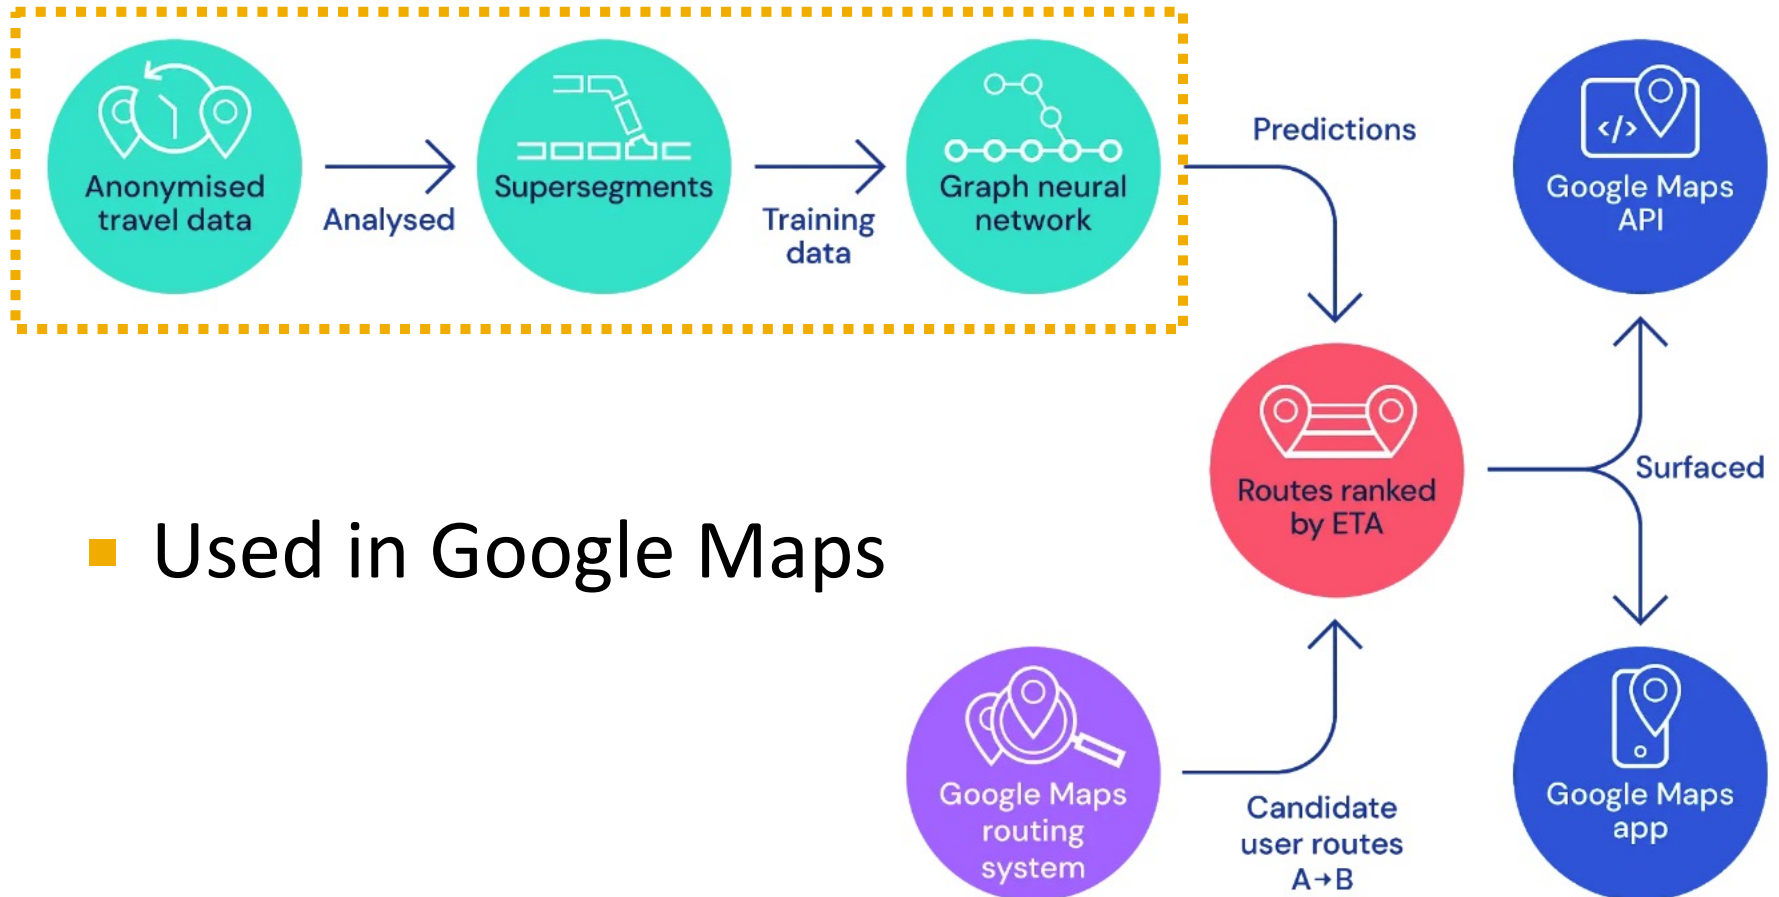 Anonymised
travel data
Analysed
Supersegments
Training
data
Graph neural
network
Predictions
</>
Google Maps
API
Routes ranked
by ETA
Surfaced
Used in Google Maps
Google Maps
routing
system
Candidate
user routes
A→B
Google Maps
app